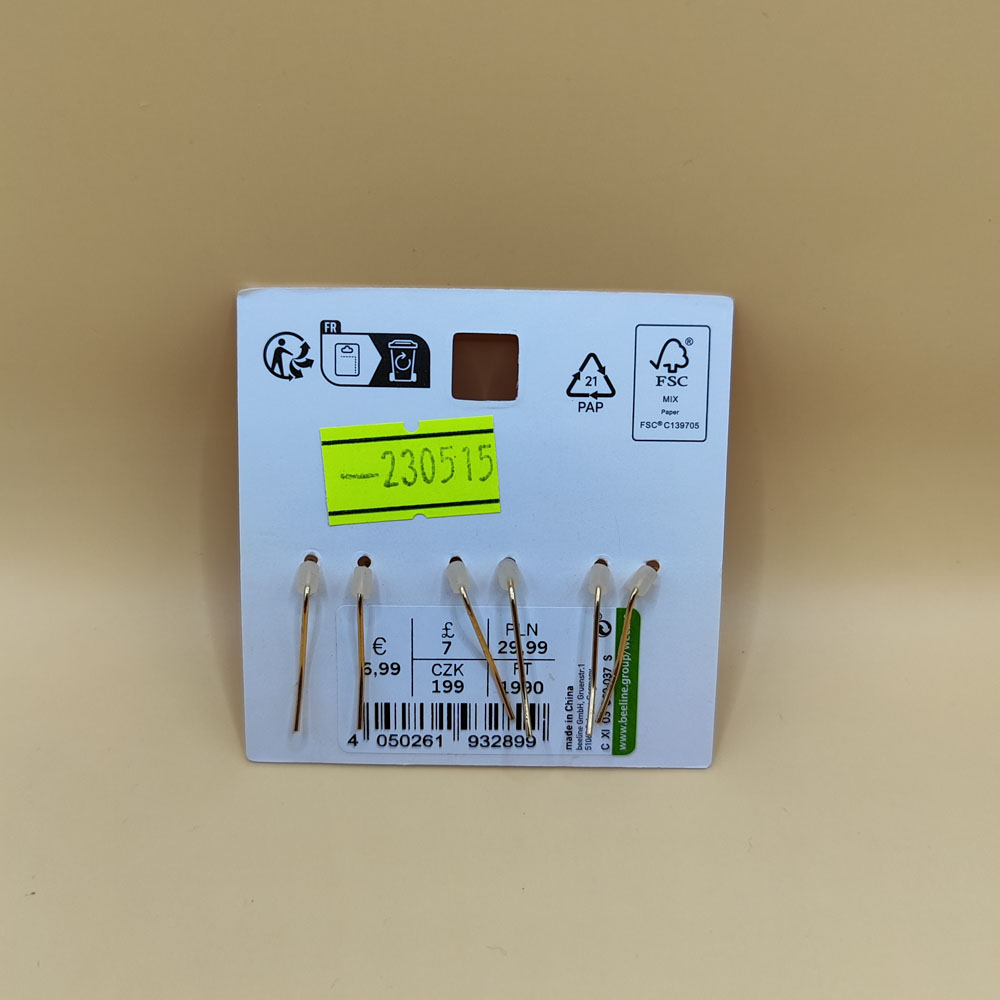 FR
21
PAP
®
FSC
MIX
Paper
FSC® C139705
—230515
€
6,99
£
7
PLN
29,99
CZK
199
FT
1990
4 050261 932899
made in China
beeline GmbH, Gruenstr.1
C XI S
www.beeline.group/